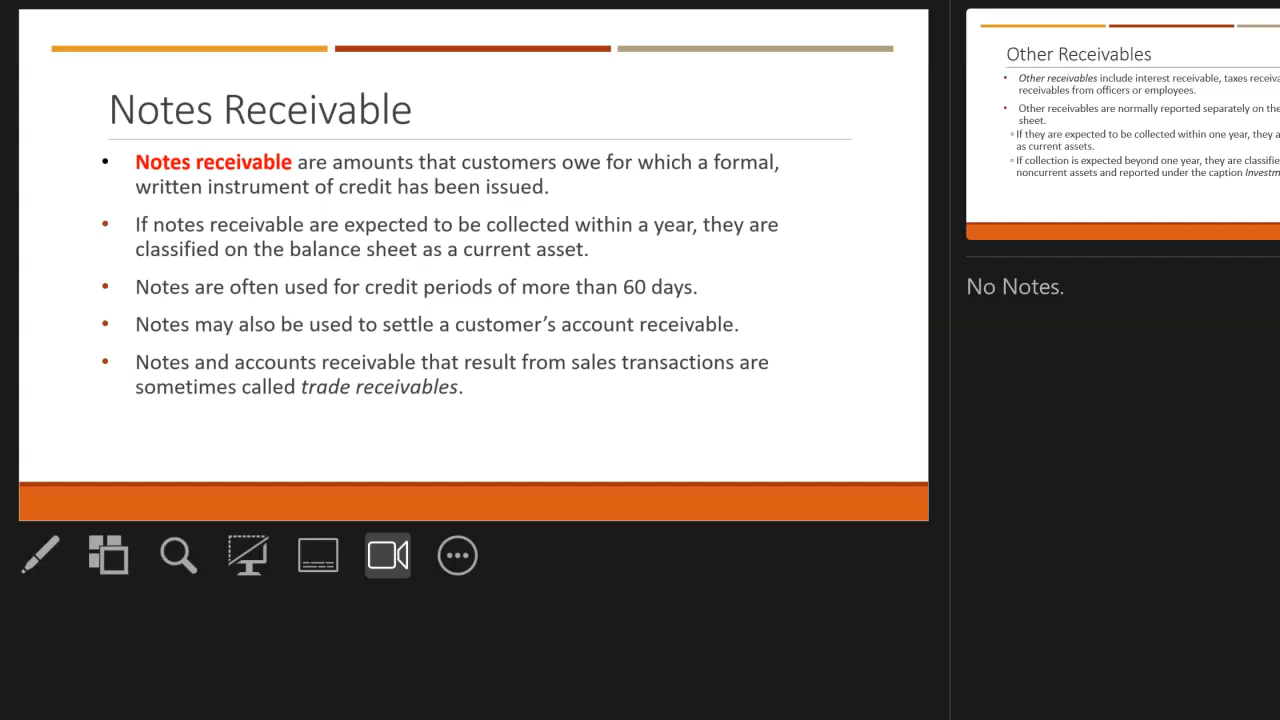 Notes Receivable
• Notes receivable are amounts that customers owe for which a formal,
written instrument of credit has been issued.
• If notes receivable are expected to be collected within a year, they are
classified on the balance sheet as a current asset.
• Notes are often used for credit periods of more than 60 days.
• Notes may also be used to settle a customer’s account receivable.
• Notes and accounts receivable that result from sales transactions are
sometimes called trade receivables.
Other Receivables
• Other receivables include interest receivable, taxes
receivables from officers or employees.
• Other receivables are normally reported separately on the
sheet.
◦ If they are expected to be collected within one year, they
as current assets.
◦ If collection is expected beyond one year, they are
noncurrent assets and reported under the caption
No Notes.